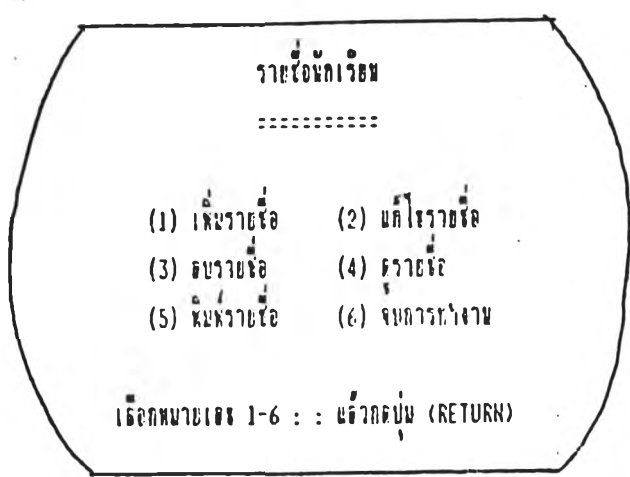 รายชื่อนักเรียน
===========
(1) เพิ่มรายชื่อ (2) แก้ไขรายชื่อ
(3) ลบรายชื่อ (4) ดูรายชื่อ
(5) พิมพ์รายชื่อ (6) จบการทำงาน
เลือกหมายเลข 1-6 : : แล้วกดปุ่ม (RETURN)